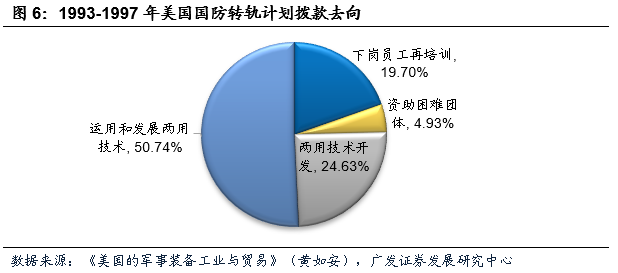 图 6：1993-1997 年美国国防转轨计划拨款去向
下岗员工再培训,
19.70%
资助困难团
体, 4.93%
两用技术开
发, 24.63%
运用和发展两用
技术, 50.74%
数据来源：《美国的军事装备工业与贸易》（黄如安），广发证券发展研究中心